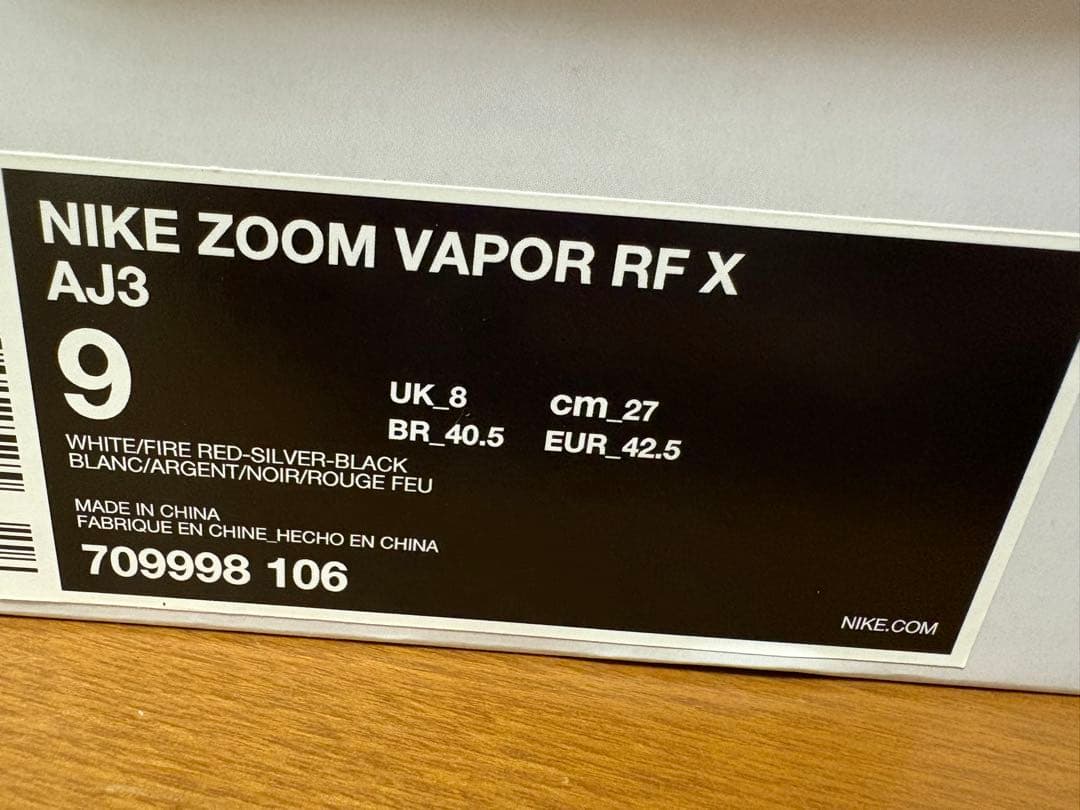 NIKE ZOOM VAPOR RF X
AJ3
9
UK_8 cm_27
BR_40.5 EUR_42.5
WHITE/FIRE RED-SILVER-BLACK
BLANC/ARGENT/NOIR/ROUGE FEU
MADE IN CHINA
FABRIQUE EN CHINE_HECHO EN CHINA
709998 106
NIKE.COM